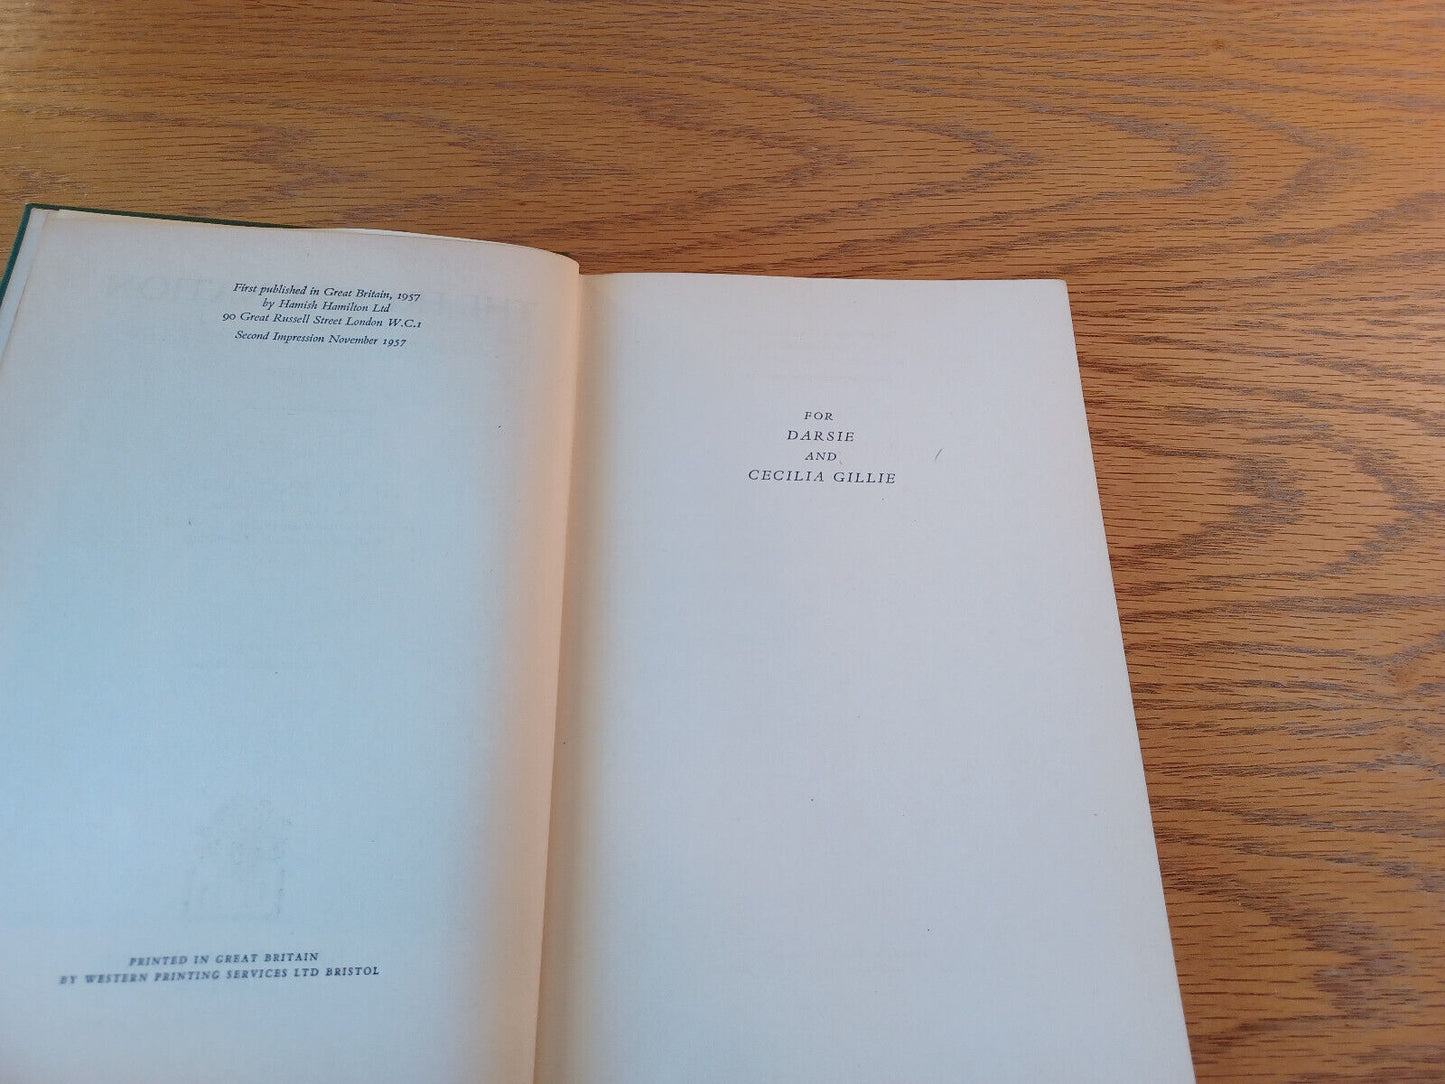 First published in Great Britain, 1957
by Hamish Hamilton Ltd
90 Great Russell Street London W.C.1
Second Impression November 1957
PRINTED IN GREAT BRITAIN
BY WESTERN PRINTING SERVICES LTD BRISTOL
FOR
DARSIE
AND
CECILIA GILLIE